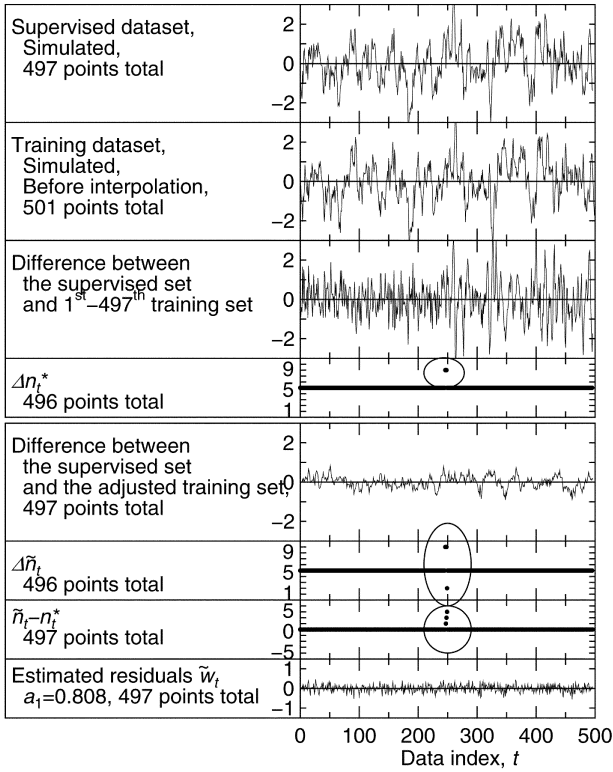 Supervised dataset,
Simulated,
497 points total
2
0
−2
Training dataset,
Simulated,
Before interpolation,
501 points total
2
0
−2
Difference between
the supervised set
and 1st−497th training set
2
0
−2
Δnt*
496 points total
9
5
1
Difference between
the supervised set
and the adjusted training set,
497 points total
2
0
−2
Δñt
496 points total
9
5
1
ñt−nt*
497 points total
5
0
−5
Estimated residuals w̃t
a1=0.808, 497 points total
1
0
−1
0 100 200 300 400 500
Data index, t